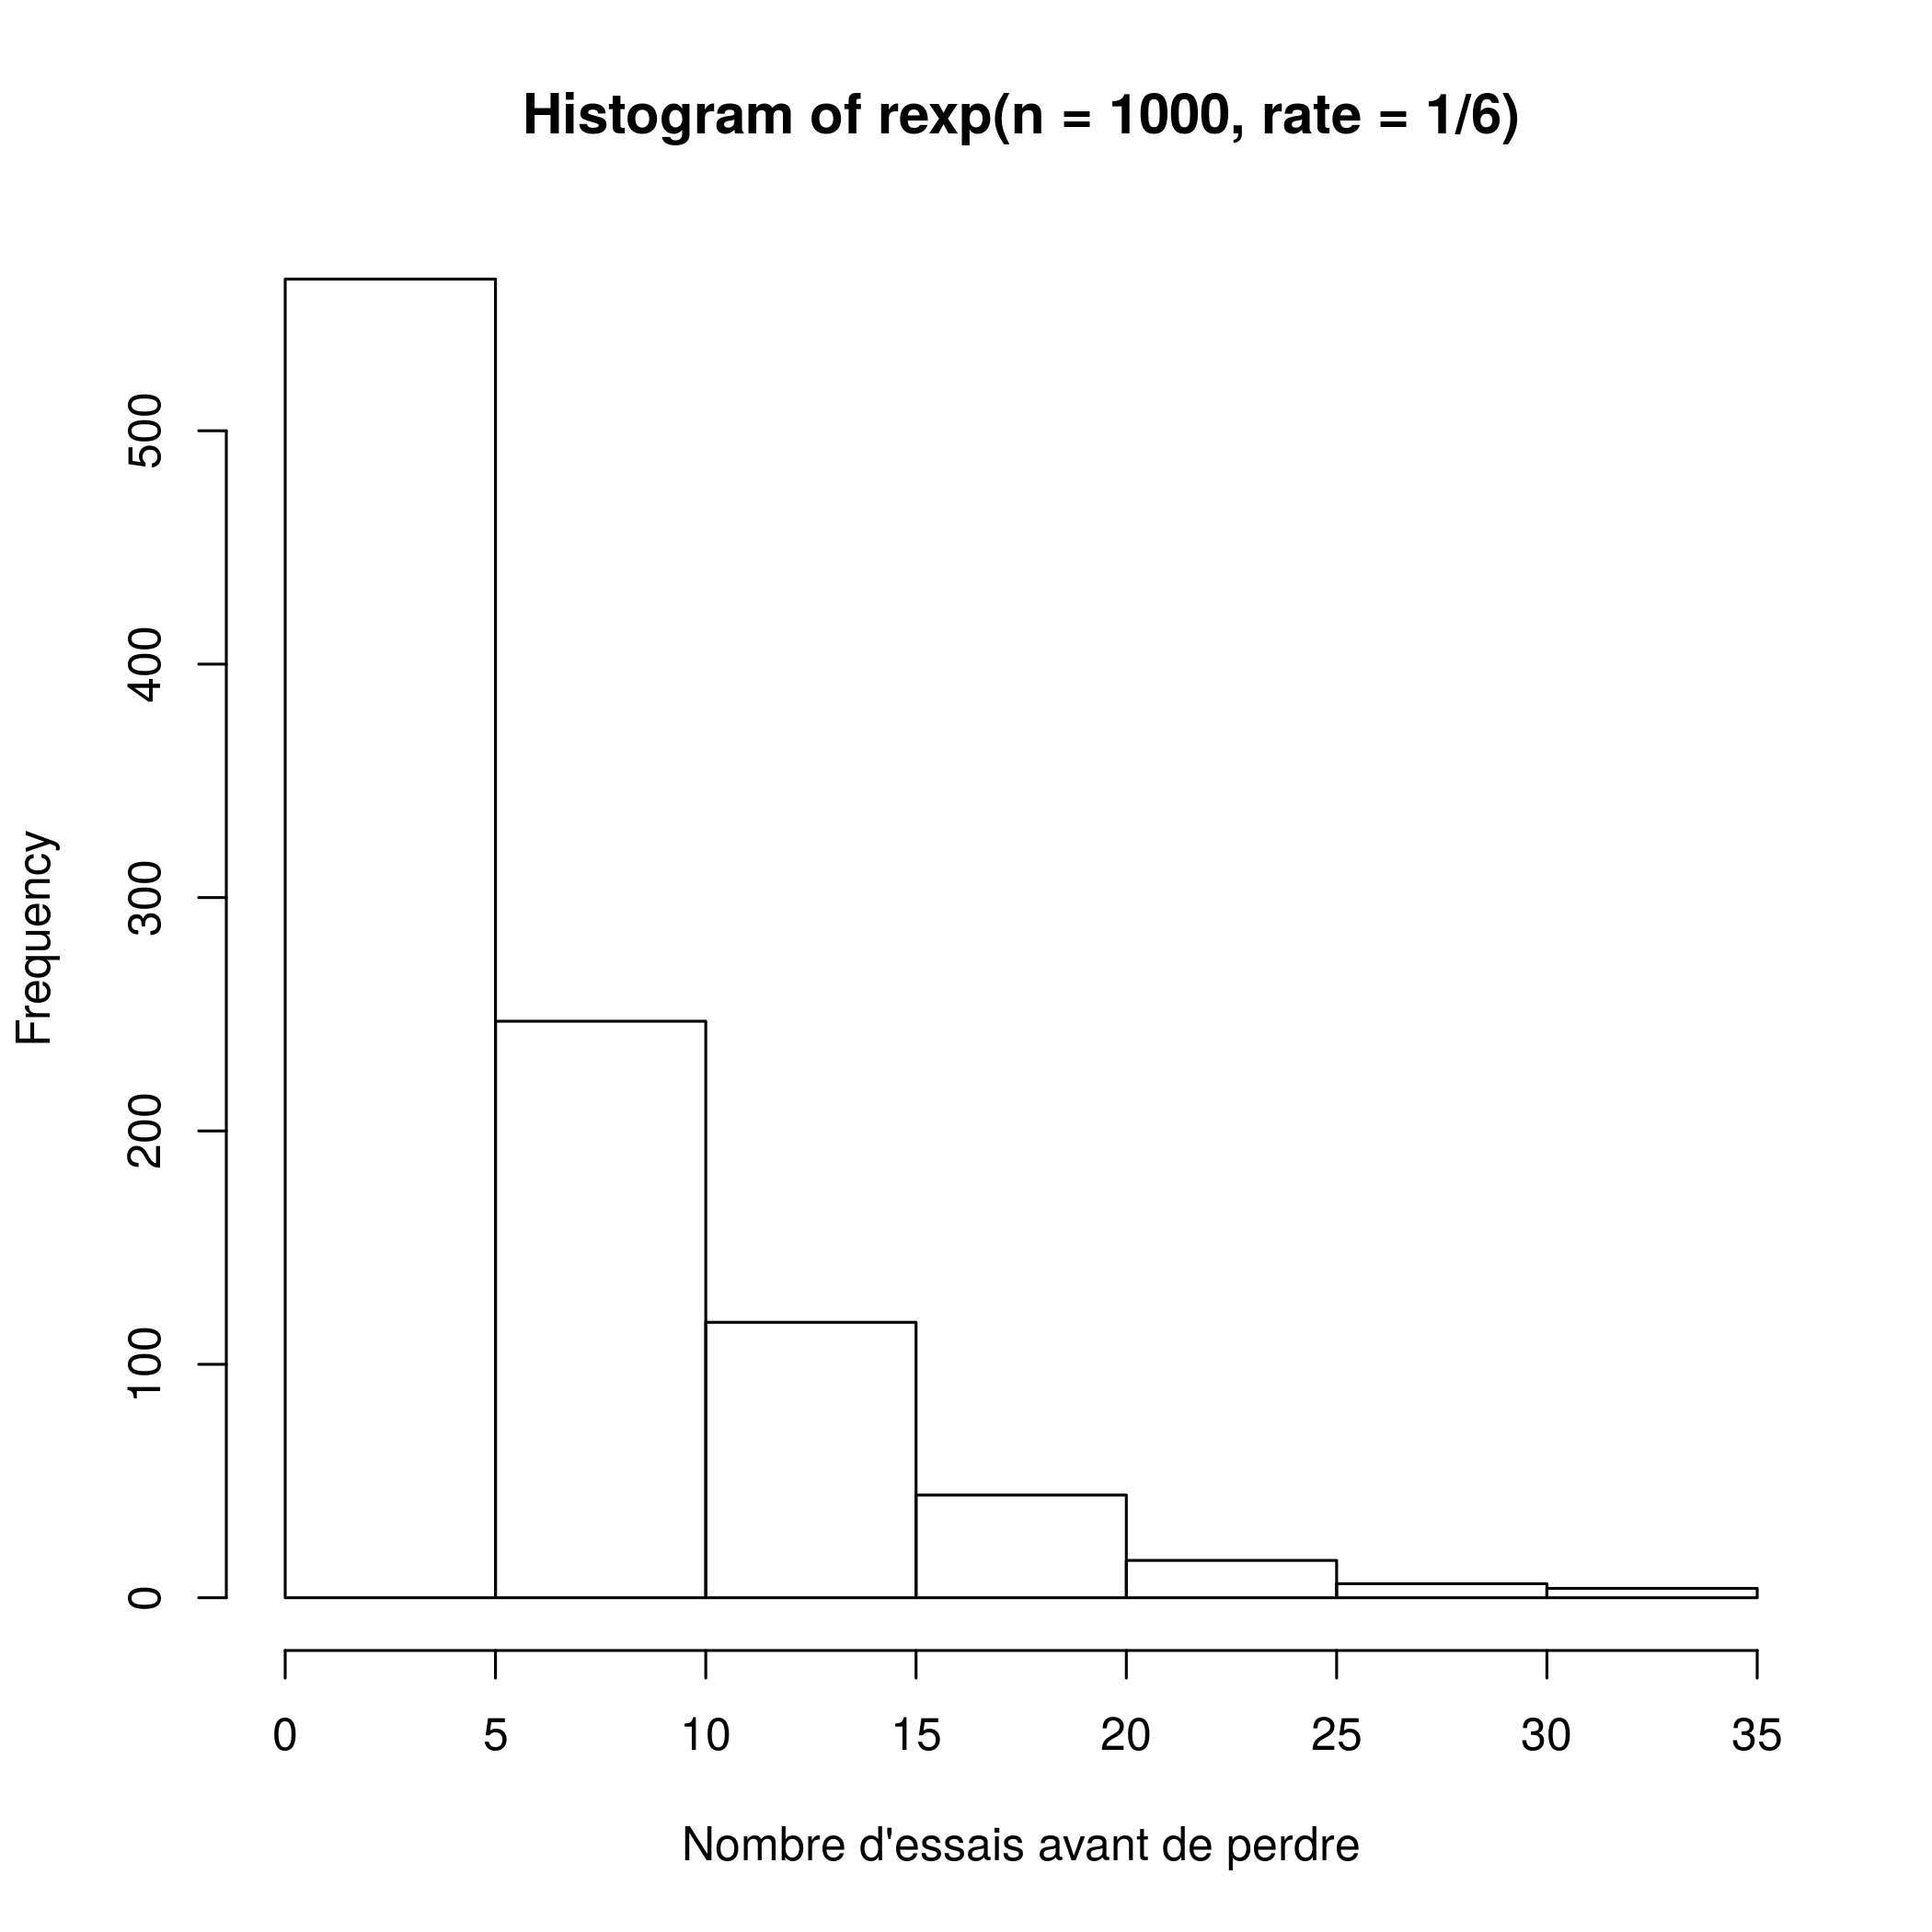 Histogram of rexp(n = 1000, rate = 1/6)
Frequency
500
400
300
200
100
0
0 5 10 15 20 25 30 35
Nombre d'essais avant de perdre